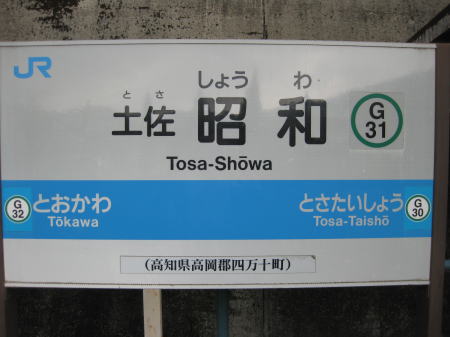 JR
とさ しょう わ
土佐 昭和
G
31
Tosa-Shōwa
G
32
とおかわ
Tōkawa
とさたいしょう
Tosa-Taishō
G
30
(高知県高岡郡四万十町)